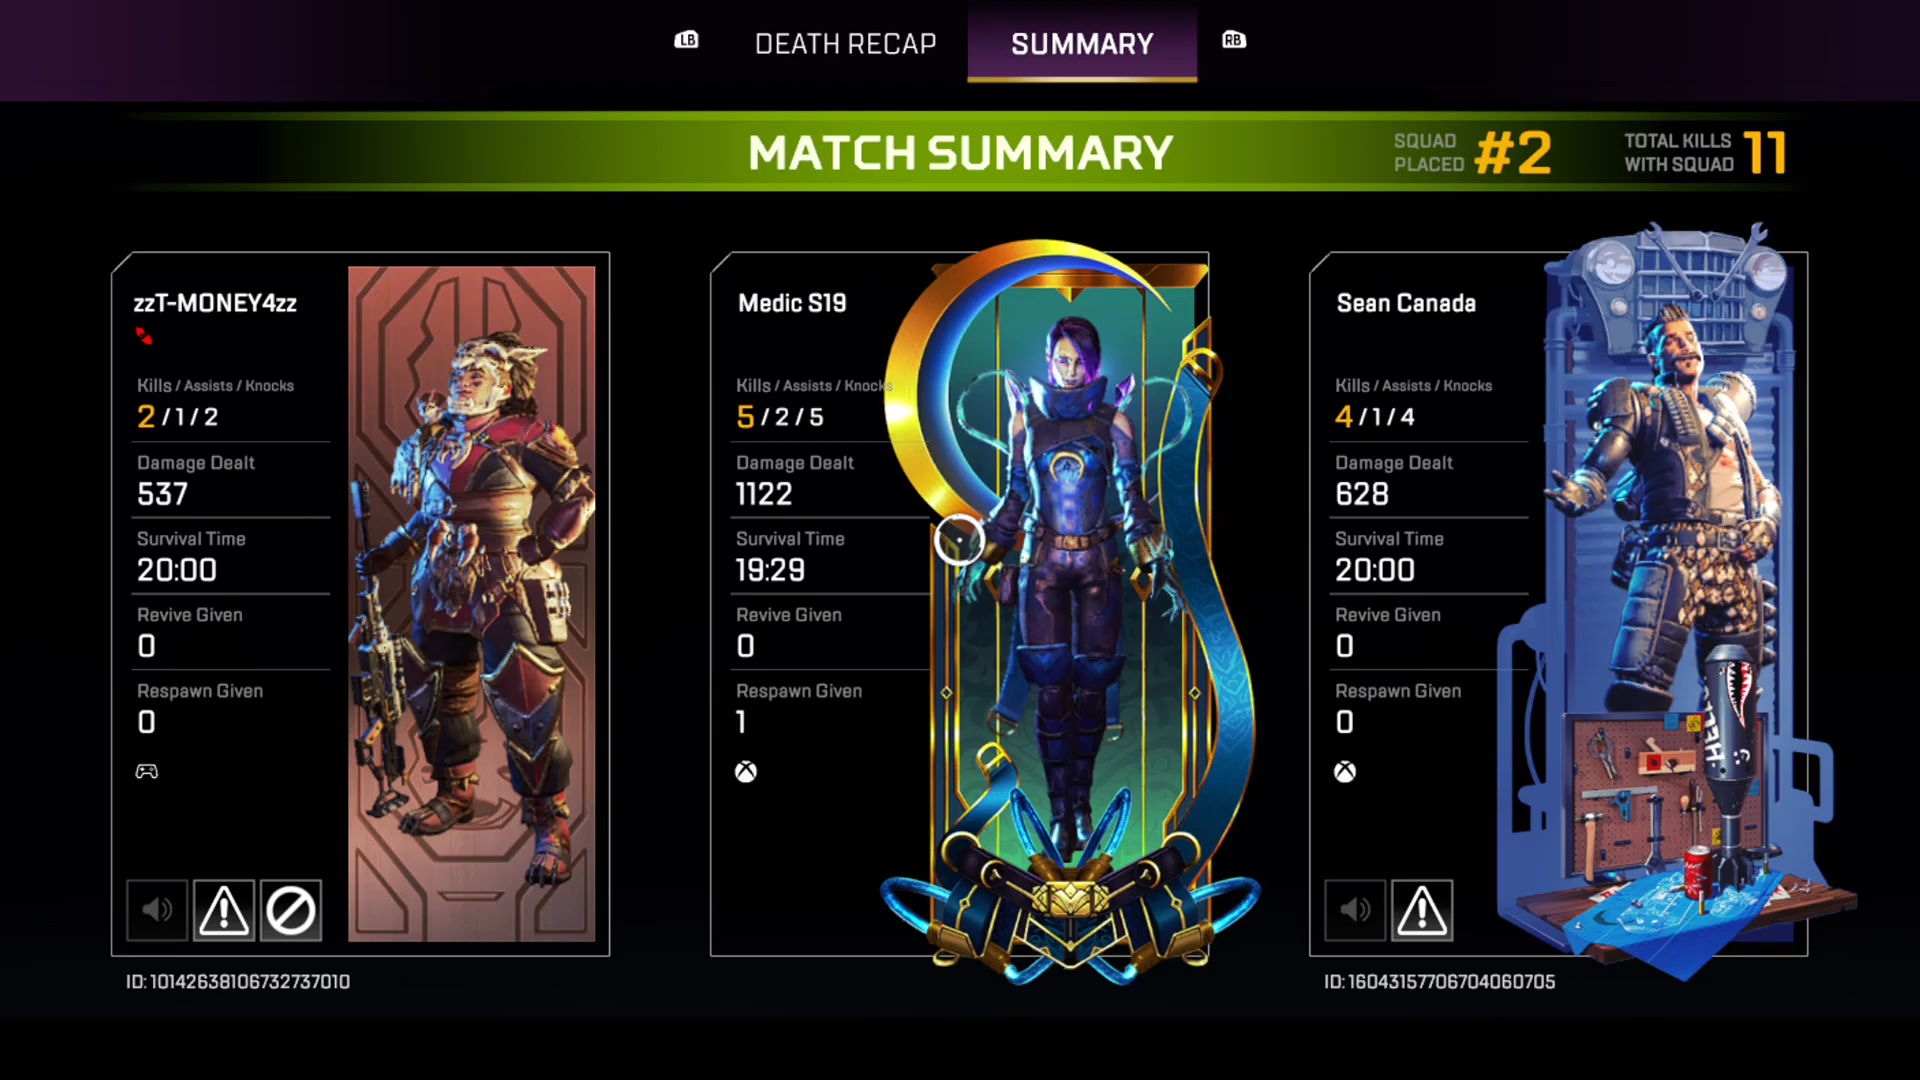 LB
DEATH RECAP
SUMMARY
RB
MATCH SUMMARY
SQUAD PLACED #2
TOTAL KILLS WITH SQUAD 11
zzT-MONEY4zz
Kills / Assists / Knocks
2 / 1 / 2
Damage Dealt
537
Survival Time
20:00
Revive Given
0
Respawn Given
0
ID: 10142638106732737010
Medic S19
Kills / Assists / Knocks
5 / 2 / 5
Damage Dealt
1122
Survival Time
19:29
Revive Given
0
Respawn Given
1
Sean Canada
Kills / Assists / Knocks
4 / 1 / 4
Damage Dealt
628
Survival Time
20:00
Revive Given
0
Respawn Given
0
ID: 16043157706704060705